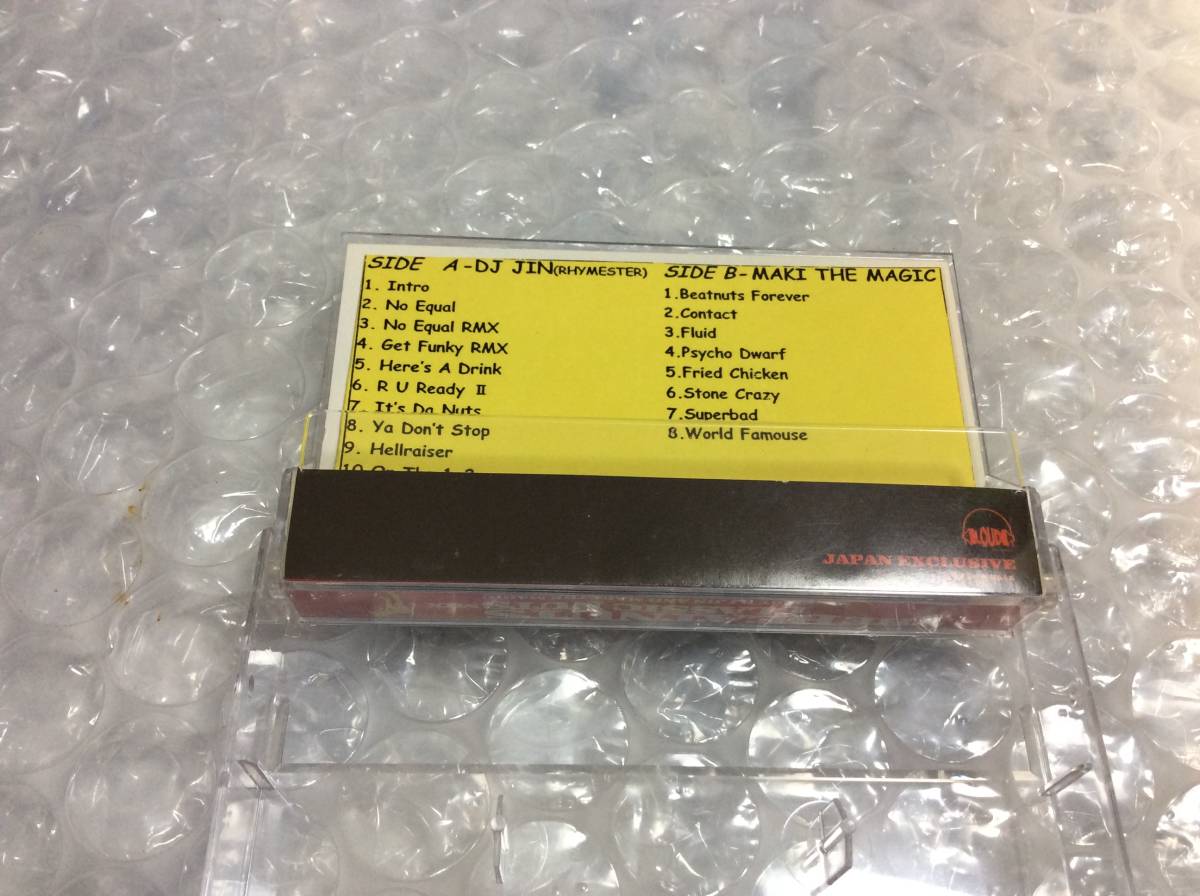 SIDE A-DJ JIN(RHYMESTER)
1. Intro
2. No Equal
3. No Equal RMX
4. Get Funky RMX
5. Here's A Drink
6. R U Ready Ⅱ
7. It's Da Nuts
8. Ya Don't Stop
9. Hellraiser
SIDE B-MAKI THE MAGIC
1.Beatnuts Forever
2.Contact
3.Fluid
4.Psycho Dwarf
5.Fried Chicken
6.Stone Crazy
7.Superbad
8.World Famouse
JAPAN EXCLUSIVE